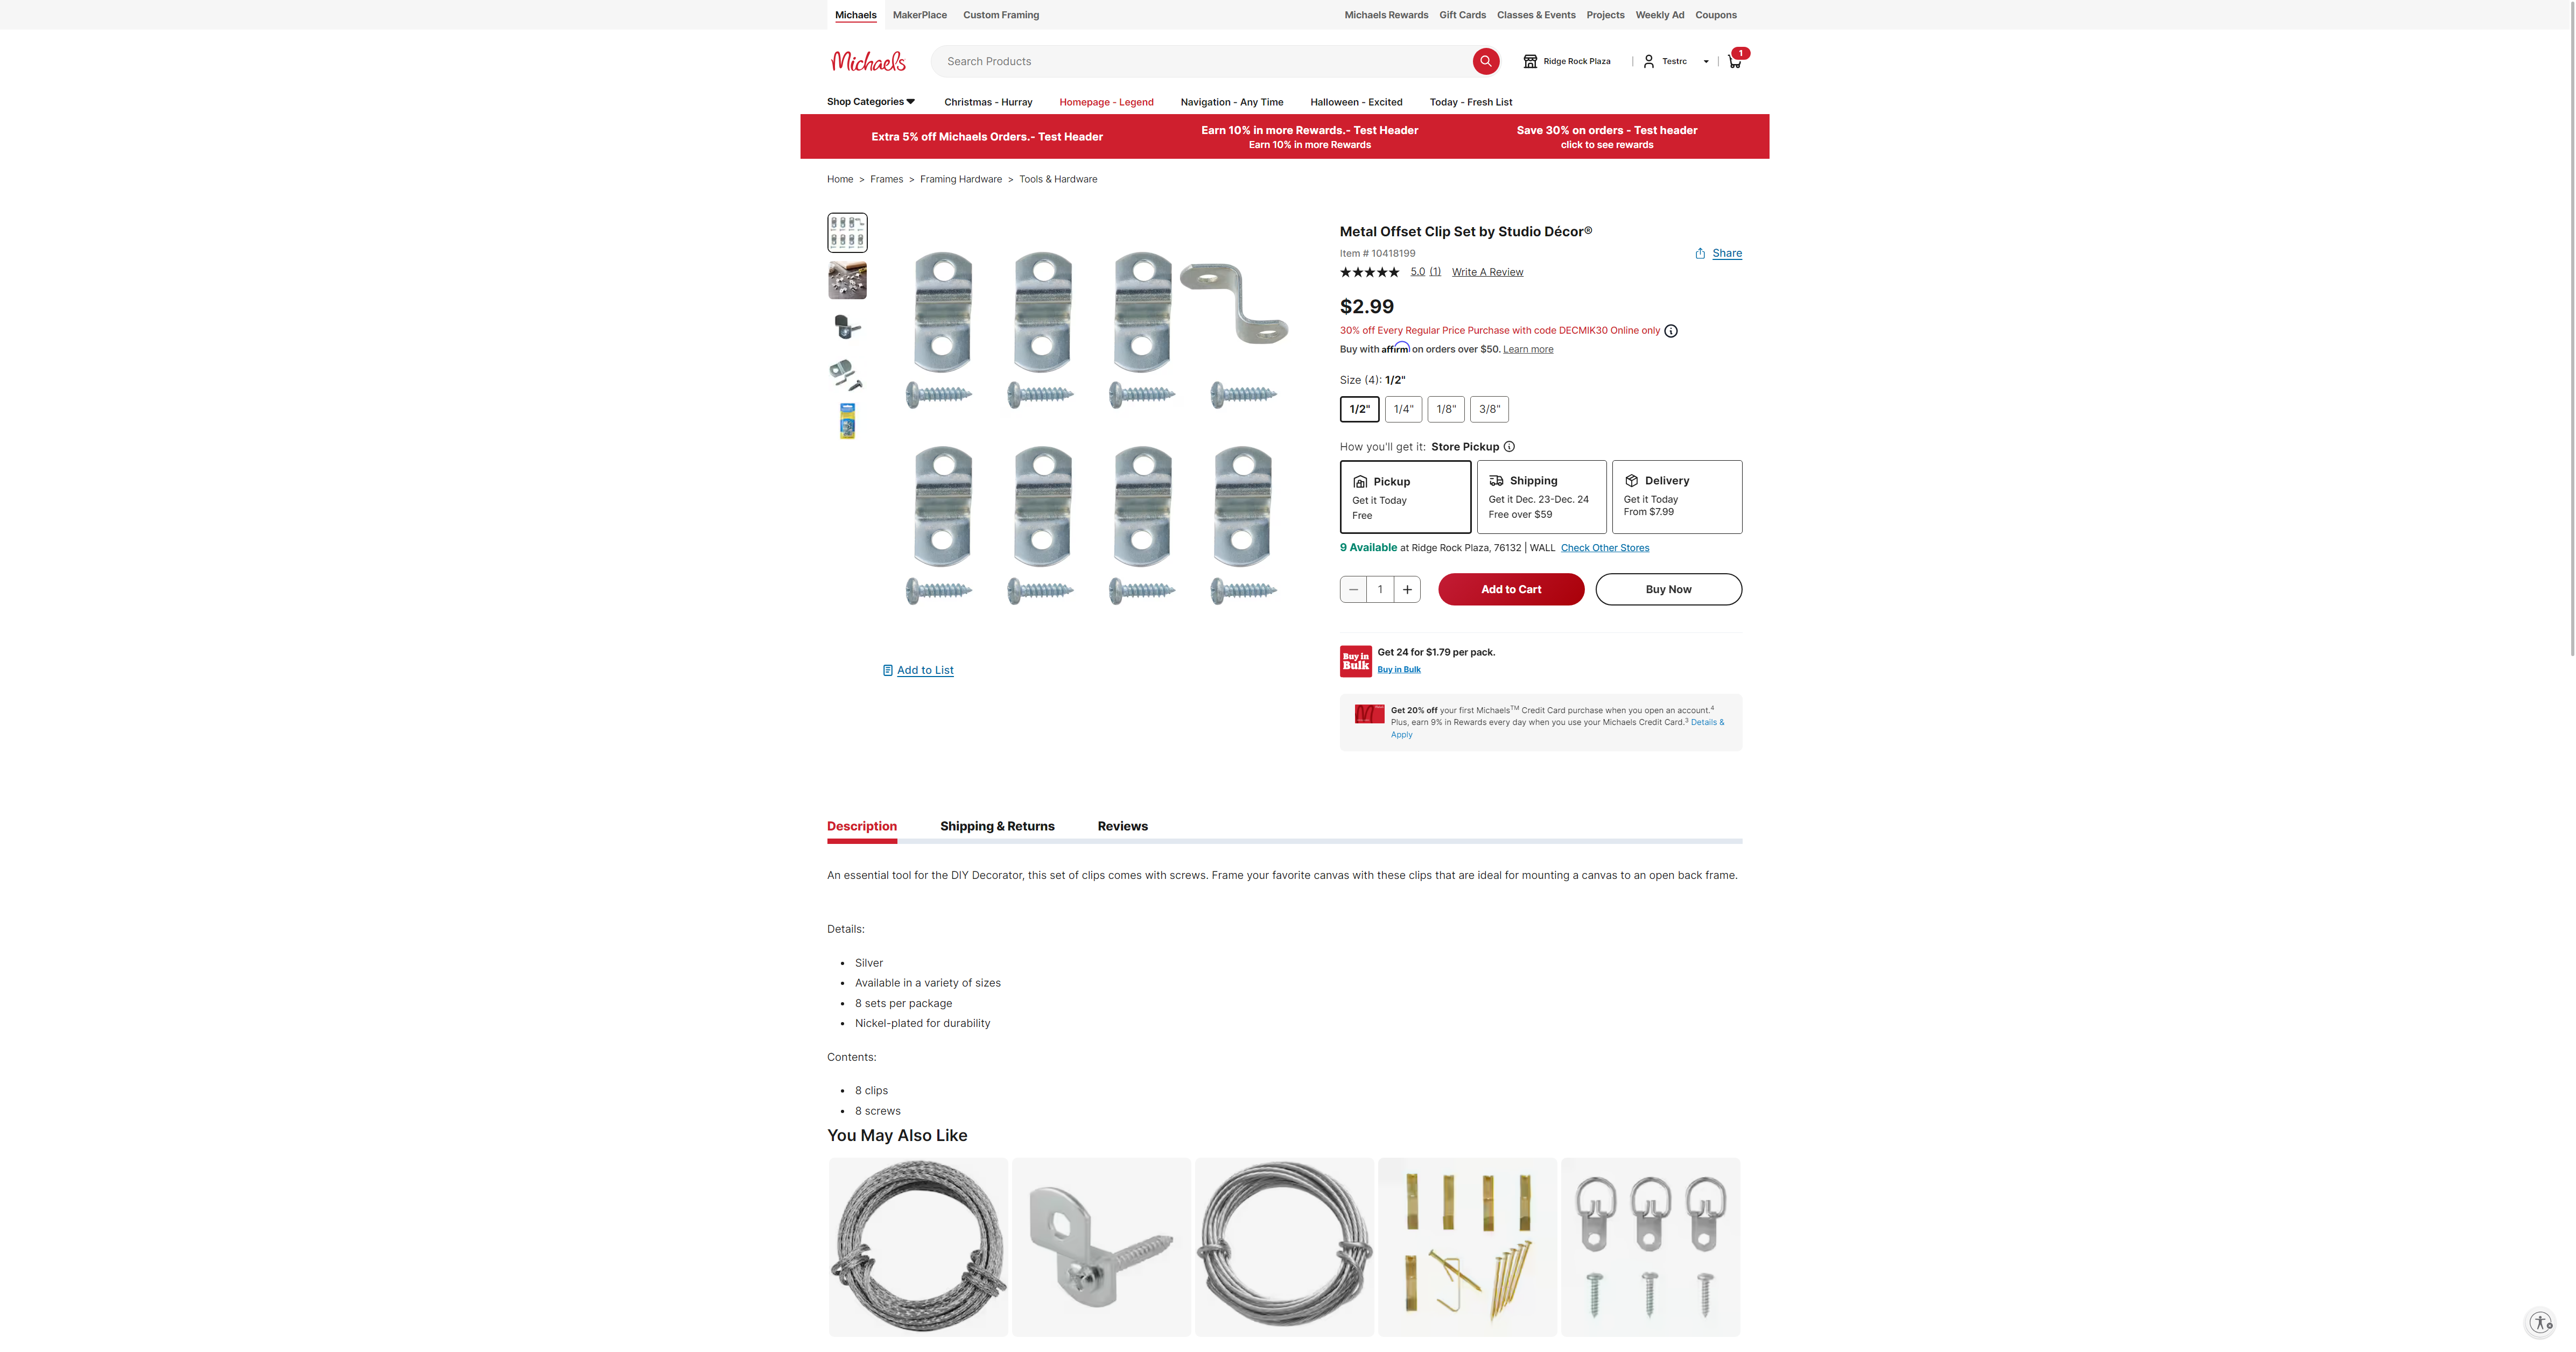 Michaels MakerPlace Custom Framing
Michaels Rewards Gift Cards Classes & Events Projects Weekly Ad Coupons
Michaels
Search Products
Ridge Rock Plaza | Testrc | 1
Shop Categories Christmas - Hurray Homepage - Legend Navigation - Any Time Halloween - Excited Today - Fresh List
Extra 5% off Michaels Orders.- Test Header
Earn 10% in more Rewards.- Test Header
Earn 10% in more Rewards
Save 30% on orders - Test header
click to see rewards
Home > Frames > Framing Hardware > Tools & Hardware
Metal Offset Clip Set by Studio Décor®
Item # 10418199
Share
5.0 (1) Write A Review
$2.99
30% off Every Regular Price Purchase with code DECMIK30 Online only
Buy with affirm on orders over $50. Learn more
Size (4): 1/2"
1/2" 1/4" 1/8" 3/8"
How you'll get it: Store Pickup
Pickup
Get it Today
Free
Shipping
Get it Dec. 23-Dec. 24
Free over $59
Delivery
Get it Today
From $7.99
9 Available at Ridge Rock Plaza, 76132 | WALL Check Other Stores
− 1 + Add to Cart Buy Now
Add to List
Buy in
Bulk
Get 24 for $1.79 per pack.
Buy in Bulk
Get 20% off your first Michaels™ Credit Card purchase when you open an account.⁴
Plus, earn 9% in Rewards every day when you use your Michaels Credit Card.³ Details &
Apply
Description Shipping & Returns Reviews
An essential tool for the DIY Decorator, this set of clips comes with screws. Frame your favorite canvas with these clips that are ideal for mounting a canvas to an open back frame.
Details:
• Silver
• Available in a variety of sizes
• 8 sets per package
• Nickel-plated for durability
Contents:
• 8 clips
• 8 screws
You May Also Like